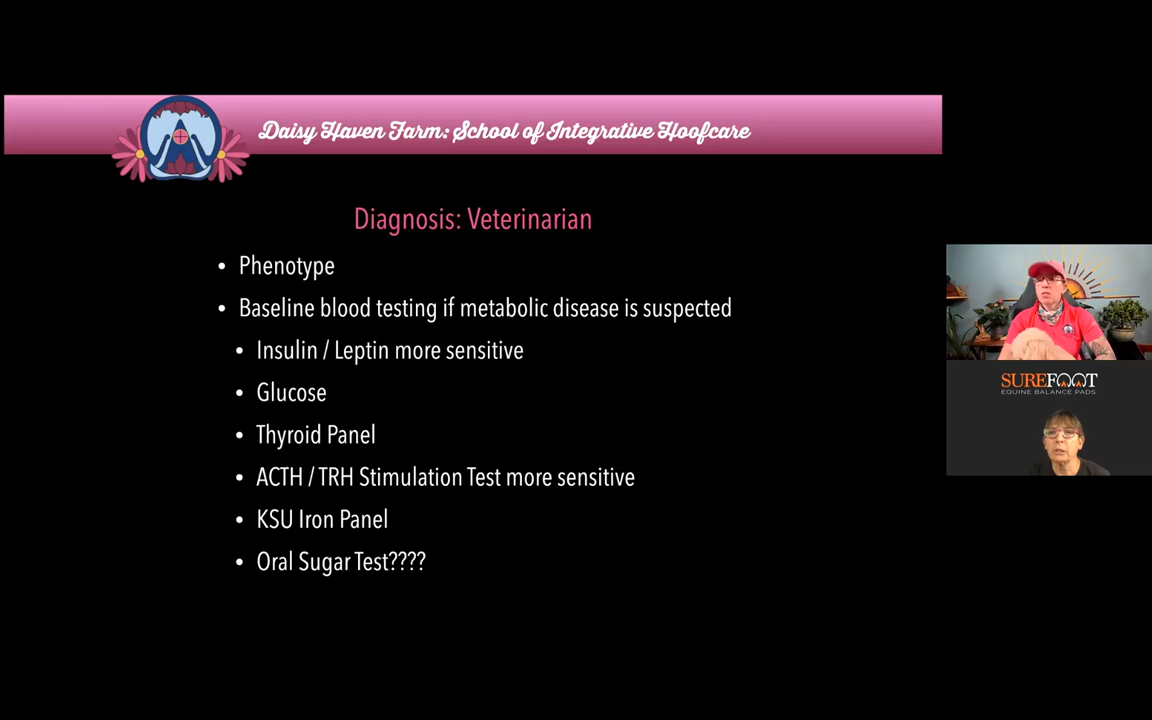 Daisy Haven Farm: School of Integrative Hoofcare
Diagnosis: Veterinarian
• Phenotype
• Baseline blood testing if metabolic disease is suspected
• Insulin / Leptin more sensitive
• Glucose
• Thyroid Panel
• ACTH / TRH Stimulation Test more sensitive
• KSU Iron Panel
• Oral Sugar Test????
SUREFOOT
EQUINE BALANCE PADS